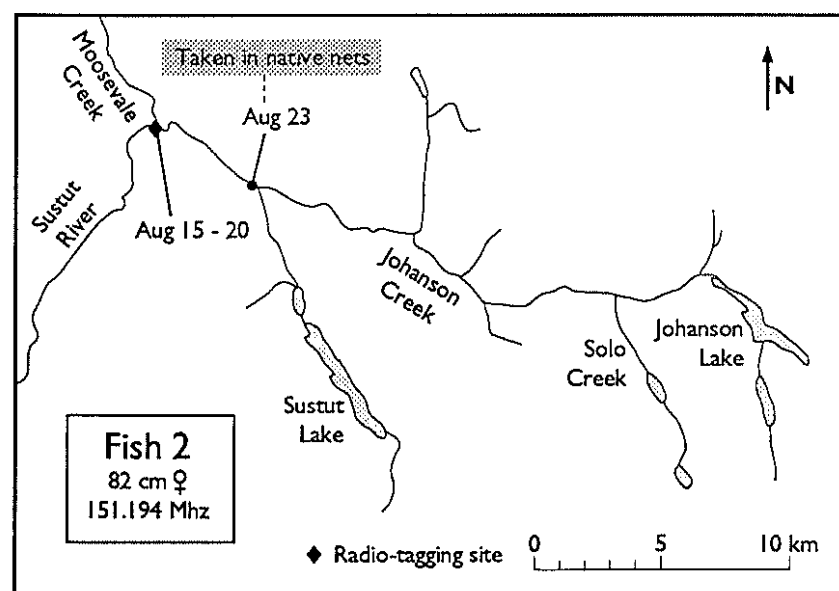 Moosevale
Creek
Taken in native nets
Aug 23
N
Sustut
River
Aug 15 - 20
Johanson
Creek
Solo
Creek
Johanson
Lake
Sustut
Lake
Fish 2
82 cm ♀
151.194 Mhz
Radio-tagging site
0 5 10 km